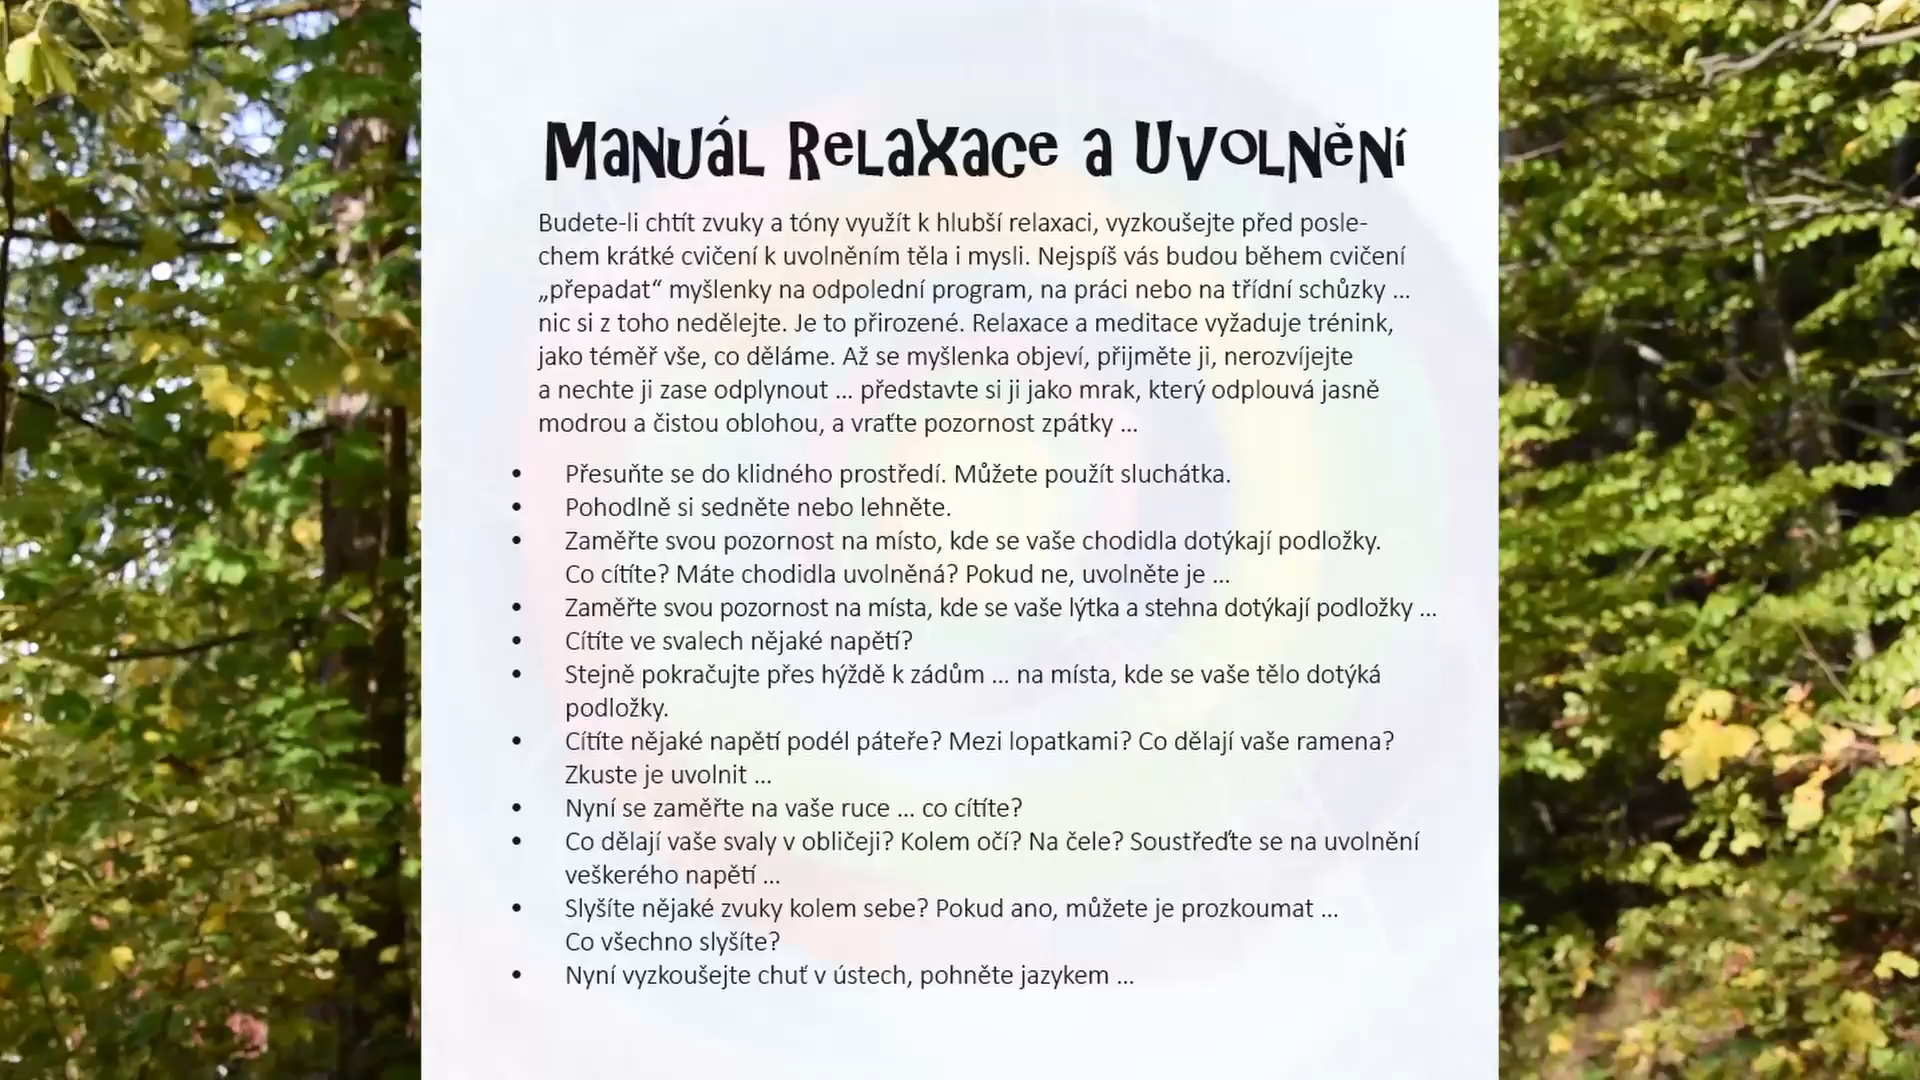 Manuál Relaxace a Uvolnění
Budete-li chtít zvuky a tóny využít k hlubší relaxaci, vyzkoušejte před posle-
chem krátké cvičení k uvolněním těla i mysli. Nejspíš vás budou během cvičení
„přepadat“ myšlenky na odpolední program, na práci nebo na třídní schůzky ...
nic si z toho nedělejte. Je to přirozené. Relaxace a meditace vyžaduje trénink,
jako téměř vše, co děláme. Až se myšlenka objeví, přijměte ji, nerozvíjejte
a nechte ji zase odplynout ... představte si ji jako mrak, který odplouvá jasně
modrou a čistou oblohou, a vraťte pozornost zpátky ...
• Přesuňte se do klidného prostředí. Můžete použít sluchátka.
• Pohodlně si sedněte nebo lehněte.
• Zaměřte svou pozornost na místo, kde se vaše chodidla dotýkají podložky.
Co cítíte? Máte chodidla uvolněná? Pokud ne, uvolněte je ...
• Zaměřte svou pozornost na místa, kde se vaše lýtka a stehna dotýkají podložky ...
• Cítíte ve svalech nějaké napětí?
• Stejně pokračujte přes hýždě k zádům ... na místa, kde se vaše tělo dotýká
podložky.
• Cítíte nějaké napětí podél páteře? Mezi lopatkami? Co dělají vaše ramena?
Zkuste je uvolnit ...
• Nyní se zaměřte na vaše ruce ... co cítíte?
• Co dělají vaše svaly v obličeji? Kolem očí? Na čele? Soustřeďte se na uvolnění
veškerého napětí ...
• Slyšíte nějaké zvuky kolem sebe? Pokud ano, můžete je prozkoumat ...
Co všechno slyšíte?
• Nyní vyzkoušejte chuť v ústech, pohněte jazykem ...